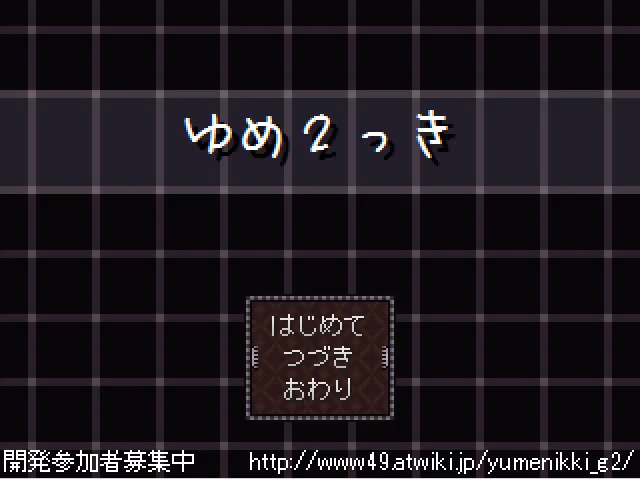 ゆめ２っき
はじめて
つづき
おわり
開発参加者募集中
http://www49.atwiki.jp/yumenikki_g2/